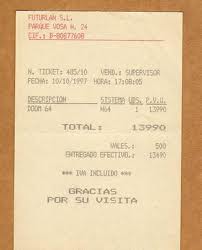 FUTURLAN S.L.
PARQUE VOSA N. 24
CIF.: B-80677608
N. TICKET: 485/10 VEND.: SUPERVISOR
FECHA: 10/10/1997 HORA: 17:08:05
DESCRIPCION SISTEMA UDS. P.V.U.
DOOM 64 N64 1 13990
TOTAL: 13990
VALES.: 500
ENTREGADO EFECTIVO.: 13490
*** IVA INCLUIDO ***
GRACIAS
POR SU VISITA